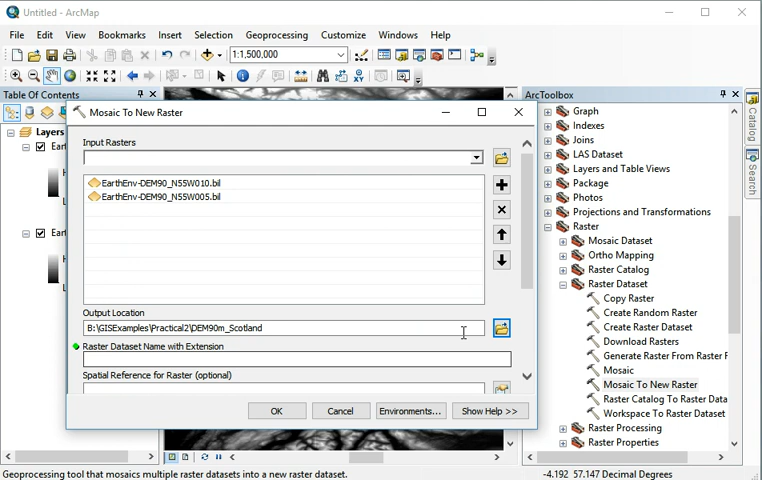 Untitled - ArcMap
File Edit View Bookmarks Insert Selection Geoprocessing Customize Windows Help
1:1,500,000
Table Of Contents
Layers
Eart
Eart
Mosaic To New Raster
Input Rasters
EarthEnv-DEM90_N55W010.bil
EarthEnv-DEM90_N55W005.bil
Output Location
B:\GISExamples\Practical2\DEM90m_Scotland
Raster Dataset Name with Extension
Spatial Reference for Raster (optional)
OK Cancel Environments... Show Help >>
ArcToolbox
Graph
Indexes
Joins
LAS Dataset
Layers and Table Views
Package
Photos
Projections and Transformations
Raster
Mosaic Dataset
Ortho Mapping
Raster Catalog
Raster Dataset
Copy Raster
Create Random Raster
Create Raster Dataset
Download Rasters
Generate Raster From Raster F
Mosaic
Mosaic To New Raster
Raster Catalog To Raster Data
Workspace To Raster Dataset
Raster Processing
Raster Properties
Catalog
Search
Geoprocessing tool that mosaics multiple raster datasets into a new raster dataset.
-4.192 57.147 Decimal Degrees